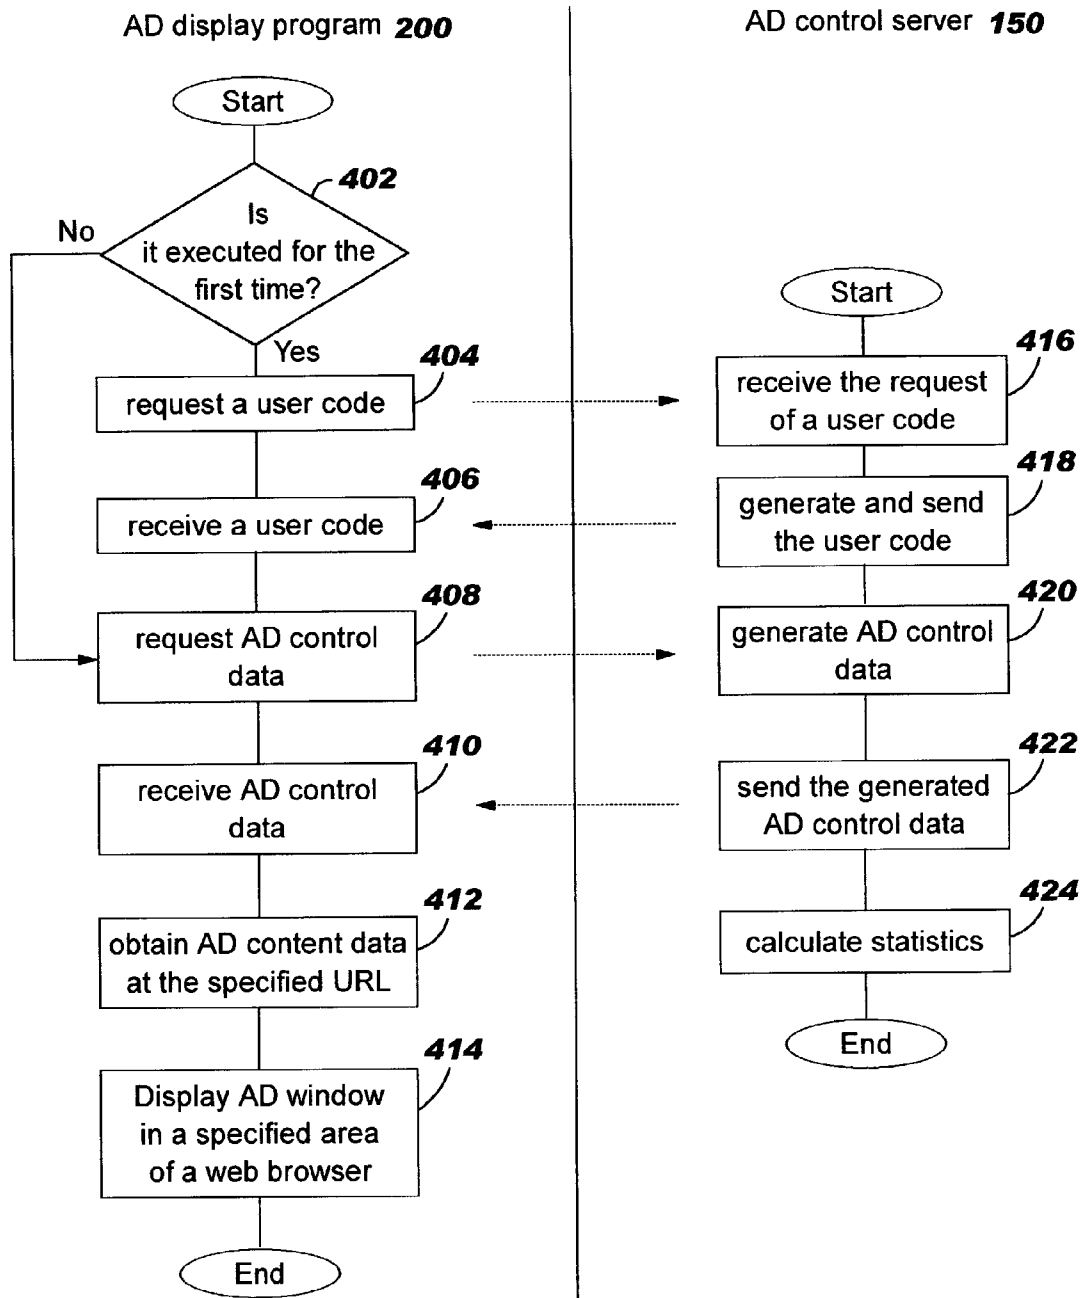 AD display program 200
Start
402
Is
it executed for the
first time?
No
Yes
404
request a user code
406
receive a user code
408
request AD control
data
410
receive AD control
data
412
obtain AD content data
at the specified URL
414
Display AD window
in a specified area
of a web browser
End
AD control server 150
Start
416
receive the request
of a user code
418
generate and send
the user code
420
generate AD control
data
422
send the generated
AD control data
424
calculate statistics
End